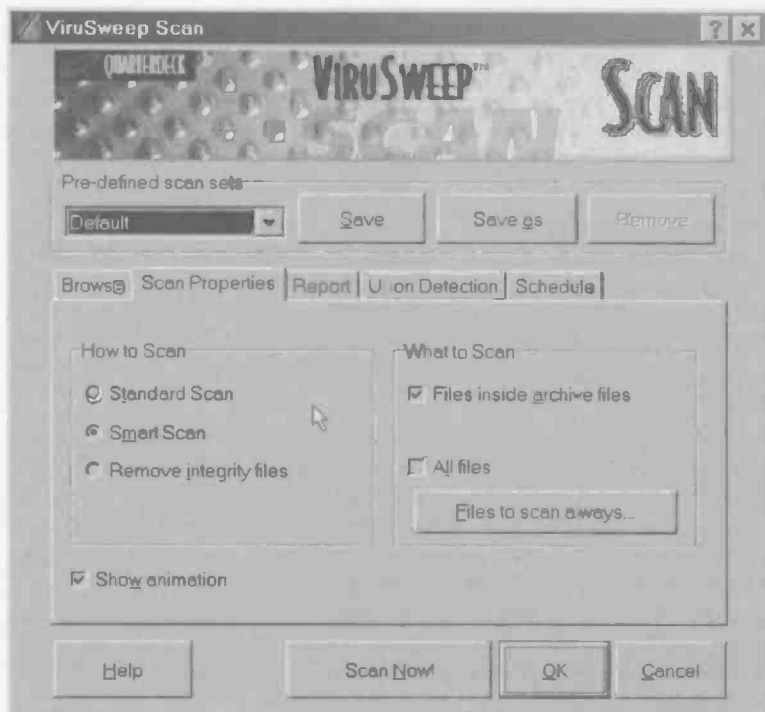 ViruSweep Scan
QUARTERDECK
VIRUSWEEP™
SCAN
Pre-defined scan sets
Default
Save
Save as
Remove
Browse
Scan Properties
Report
Detection
Schedule
How to Scan
Standard Scan
Smart Scan
Remove integrity files
Show animation
What to Scan
Files inside archive files
All files
Files to scan always...
Help
Scan Now!
OK
Cancel